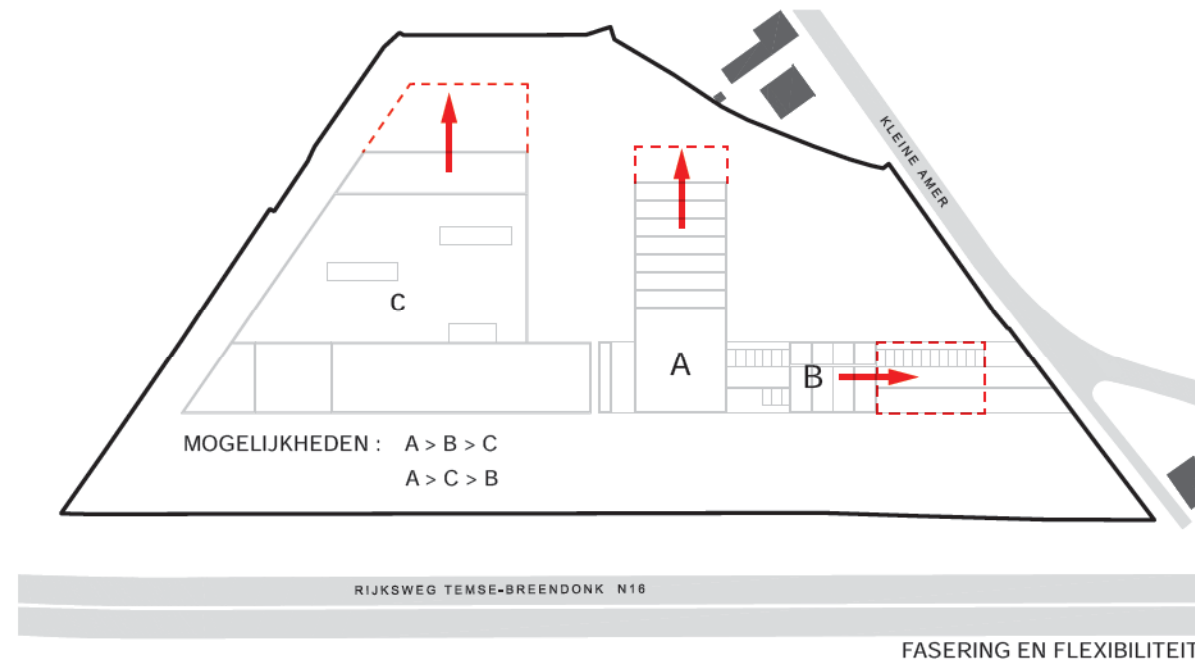 KLEINE AMER
C
A
B
MOGELIJKHEDEN : A > B > C
A > C > B
RIJKSWEG TEMSE-BREENDONK N16
FASERING EN FLEXIBILITEIT